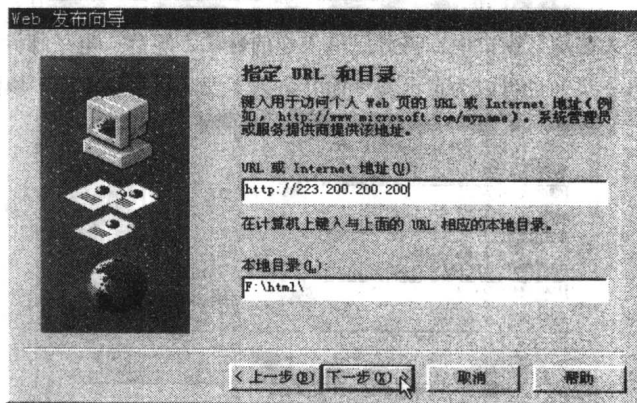 Web 发布向导
指定 URL 和目录
键入用于访问个人 Web 页的 URL 或 Internet 地址(例
如，http://www.microsoft.com/myname)。系统管理员
或服务提供商提供该地址。
URL 或 Internet 地址(U)
http://223.200.200.200
在计算机上键入与上面的 URL 相应的本地目录。
本地目录(L):
F:\html\
< 上一步(B) 下一步(X) > 取消 帮助